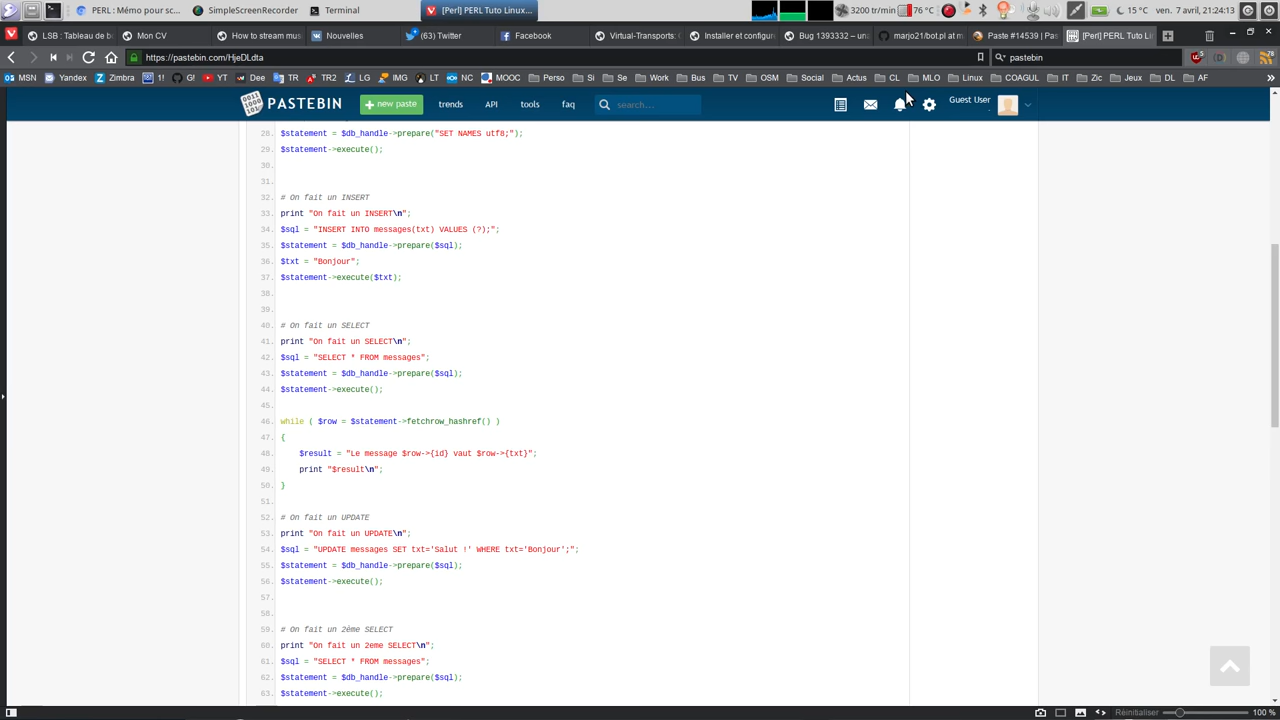 PERL : Mémo pour sc... SimpleScreenRecorder Terminal [Perl] PERL Tuto Linux... 3200 tr/min 76 °C 15 °C ven. 7 avril, 21:24:13
LSB : Tableau de b Mon CV How to stream mus Nouvelles (63) Twitter Facebook Virtual-Transports: Installer et configur Bug 1393332 – una marjo21/bot.pl at m Paste #14539 | Pas [Perl] PERL Tuto Li
https://pastebin.com/HjeDLdta pastebin
MSN Yandex Zimbra 1! G! YT Dee TR TR2 LG IMG LT NC MOOC Perso Si Se Work Bus TV OSM Social Actus CL MLO Linux COAGUL IT Zic Jeux DL AF »
PASTEBIN + new paste trends API tools faq search... Guest User
-
28. $statement = $db_handle->prepare("SET NAMES utf8;");
29. $statement->execute();
30.
31.
32. # On fait un INSERT
33. print "On fait un INSERT\n";
34. $sql = "INSERT INTO messages(txt) VALUES (?);";
35. $statement = $db_handle->prepare($sql);
36. $txt = "Bonjour";
37. $statement->execute($txt);
38.
39.
40. # On fait un SELECT
41. print "On fait un SELECT\n";
42. $sql = "SELECT * FROM messages";
43. $statement = $db_handle->prepare($sql);
44. $statement->execute();
45.
46. while ( $row = $statement->fetchrow_hashref() )
47. {
48. $result = "Le message $row->{id} vaut $row->{txt}";
49. print "$result\n";
50. }
51.
52. # On fait un UPDATE
53. print "On fait un UPDATE\n";
54. $sql = "UPDATE messages SET txt='Salut !' WHERE txt='Bonjour';";
55. $statement = $db_handle->prepare($sql);
56. $statement->execute();
57.
58.
59. # On fait un 2ème SELECT
60. print "On fait un 2eme SELECT\n";
61. $sql = "SELECT * FROM messages";
62. $statement = $db_handle->prepare($sql);
63. $statement->execute();
Réinitialiser 100 %